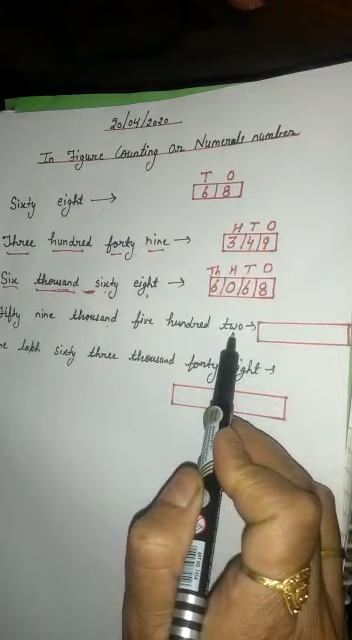 20/04/2020
In Figure Counting or Numerals number
T O
Sixty eight → 6 8
H T O
Three hundred forty nine → 3 4 9
Th H T O
Six thousand sixty eight → 6 0 6 8
Fifty nine thousand five hundred two →
lakh sixty three thousand forty eight →